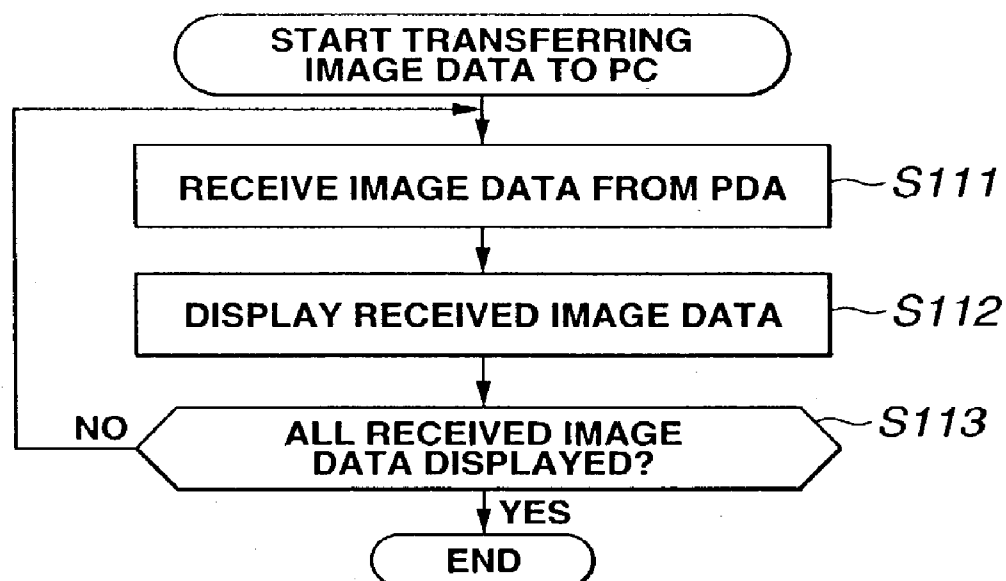 START TRANSFERRING
IMAGE DATA TO PC
RECEIVE IMAGE DATA FROM PDA
S111
DISPLAY RECEIVED IMAGE DATA
S112
ALL RECEIVED IMAGE
DATA DISPLAYED?
S113
NO
YES
END